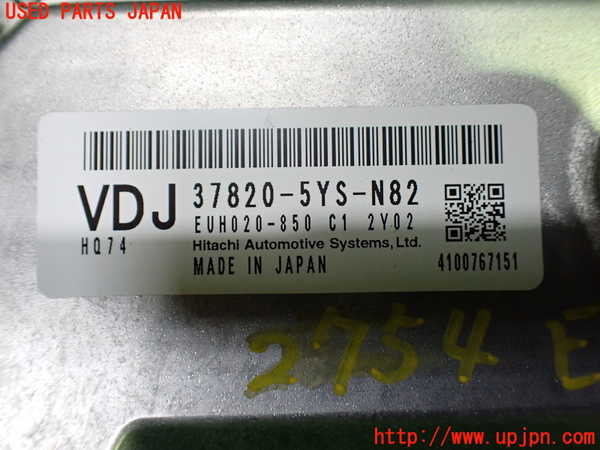 USED PARTS JAPAN
VDJ 37820-5YS-N82
EUH020-850 C1 2Y02
HQ74
Hitachi Automotive Systems, Ltd.
MADE IN JAPAN
4100767151
2754 E
http://www.upjpn.com/